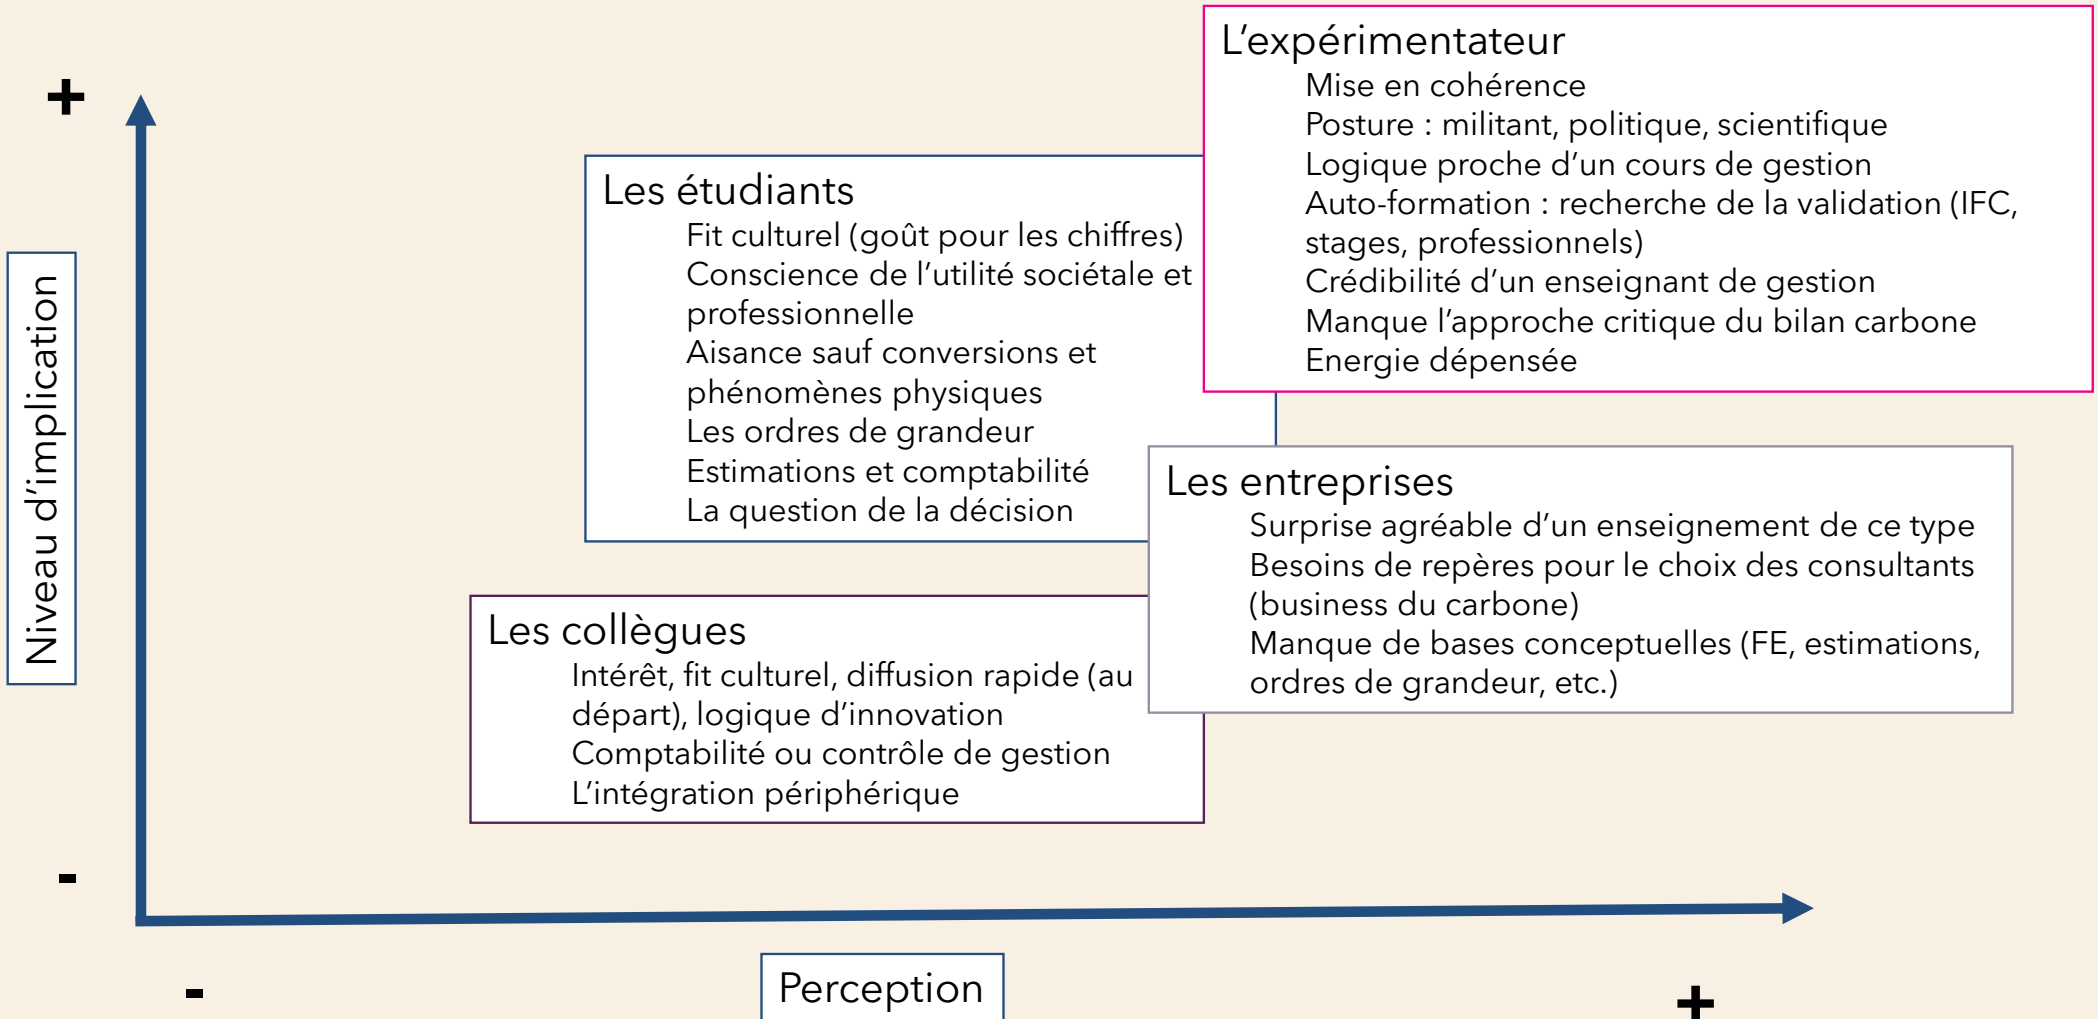 +
Niveau d'implication
-
L'expérimentateur
Mise en cohérence
Posture : militant, politique, scientifique
Logique proche d'un cours de gestion
Auto-formation : recherche de la validation (IFC,
stages, professionnels)
Crédibilité d'un enseignant de gestion
Manque l'approche critique du bilan carbone
Energie dépensée
Les étudiants
Fit culturel (goût pour les chiffres)
Conscience de l'utilité sociétale et
professionnelle
Aisance sauf conversions et
phénomènes physiques
Les ordres de grandeur
Estimations et comptabilité
La question de la décision
Les entreprises
Surprise agréable d'un enseignement de ce type
Besoins de repères pour le choix des consultants
(business du carbone)
Manque de bases conceptuelles (FE, estimations,
ordres de grandeur, etc.)
Les collègues
Intérêt, fit culturel, diffusion rapide (au
départ), logique d'innovation
Comptabilité ou contrôle de gestion
L'intégration périphérique
-
Perception
+